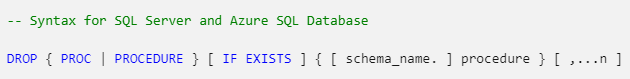 -- Syntax for SQL Server and Azure SQL Database
DROP { PROC | PROCEDURE } [ IF EXISTS ] { [ schema_name. ] procedure } [ ,...n ]